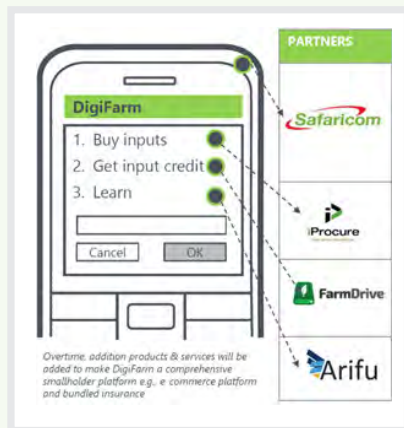 PARTNERS
DigiFarm
1. Buy inputs
2. Get input credit
3. Learn
Cancel
OK
Safaricom
iProcure
FarmDrive
Arifu
Overtime, addition products & services will be
added to make DigiFarm a comprehensive
smallholder platform e.g., e commerce platform
and bundled insurance